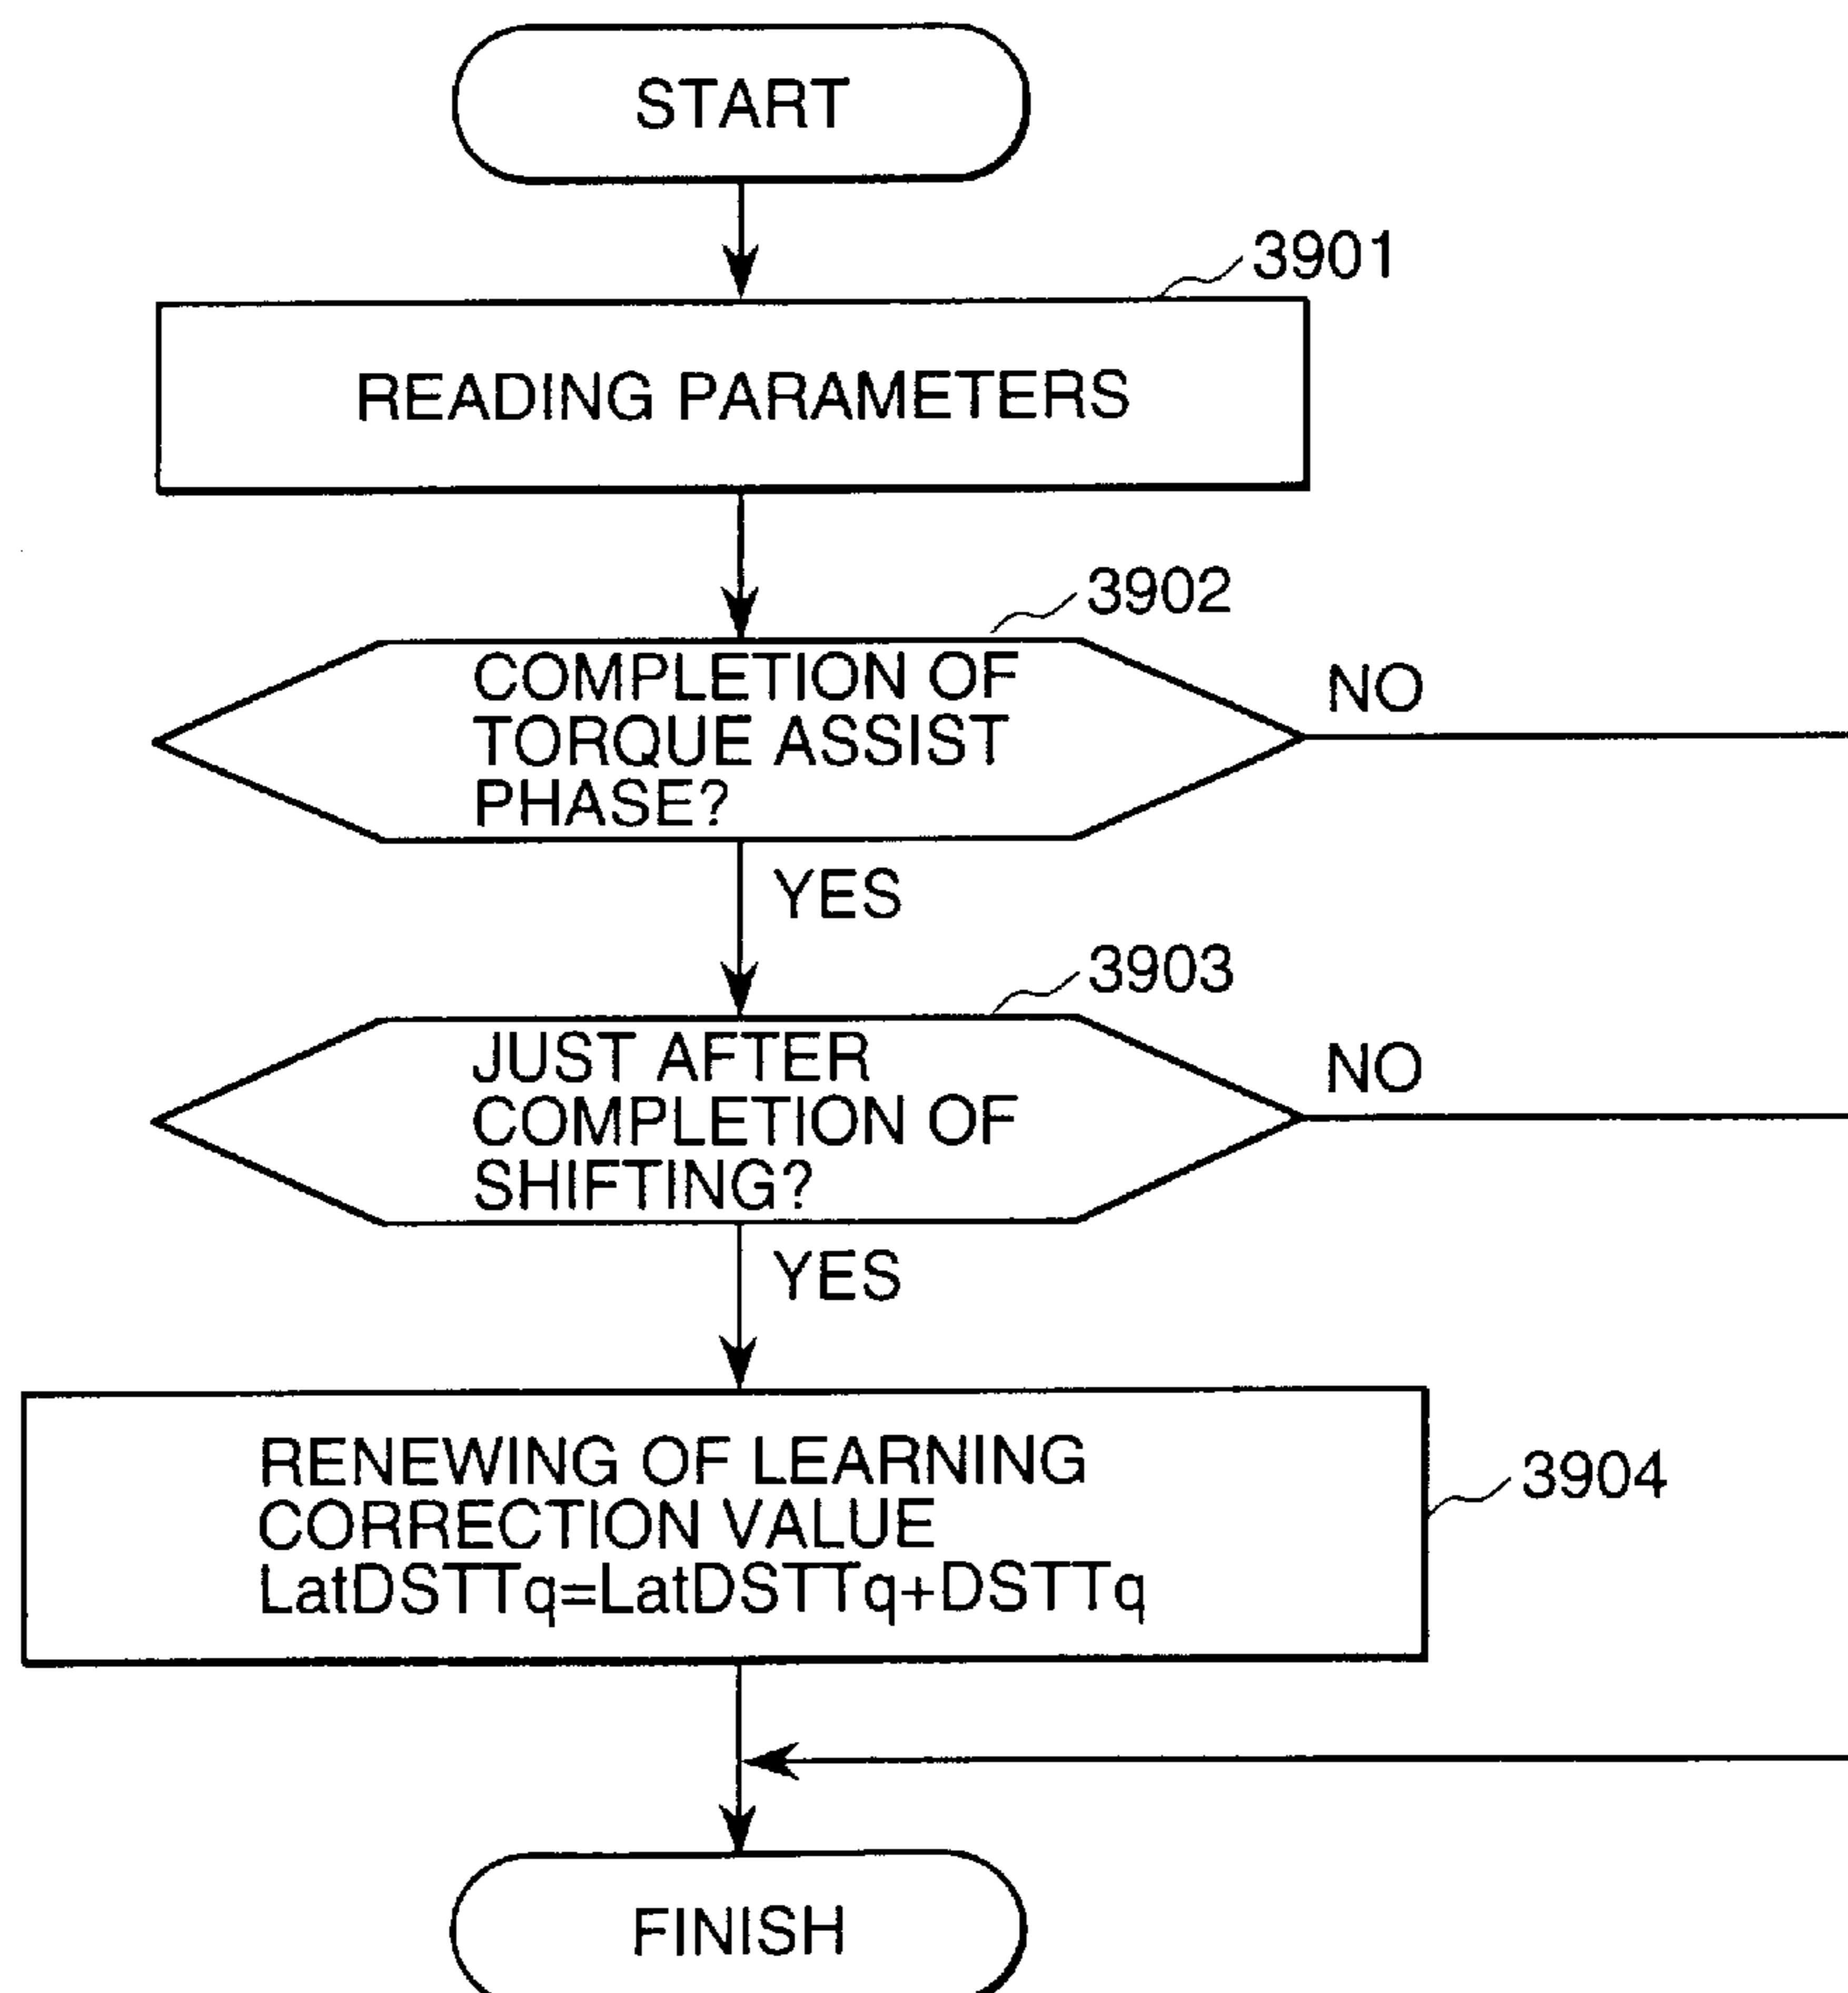 START
3901
READING PARAMETERS
3902
COMPLETION OF
TORQUE ASSIST
PHASE?
NO
YES
3903
JUST AFTER
COMPLETION OF
SHIFTING?
NO
YES
RENEWING OF LEARNING
CORRECTION VALUE
LatDSTTq=LatDSTTq+DSTTq
3904
FINISH